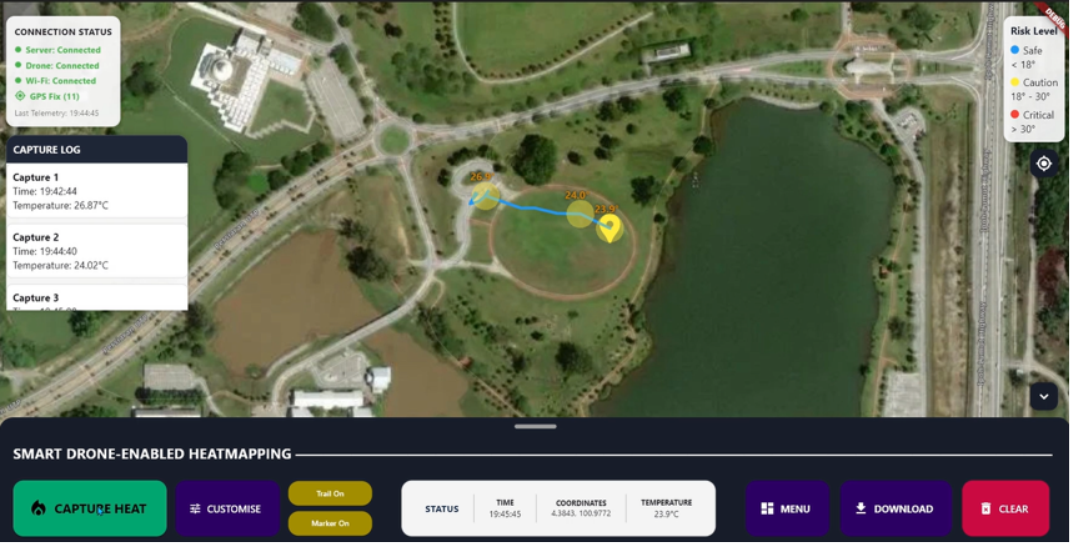 CONNECTION STATUS
Server: Connected
Drone: Connected
Wi-Fi: Connected
GPS Fix (11)
Last Telemetry: 19:44:45
CAPTURE LOG
Capture 1
Time: 19:42:44
Temperature: 26.87°C
Capture 2
Time: 19:44:40
Temperature: 24.02°C
Capture 3
DEBUG
Risk Level
Safe
< 18°
Caution
18° - 30°
Critical
> 30°
24.0°
23.9°
SMART DRONE-ENABLED HEATMAPPING
CAPTURE HEAT
CUSTOMISE
Trail On
Marker On
STATUS
TIME
19:45:45
COORDINATES
4.3843, 100.9772
TEMPERATURE
23.9°C
MENU
DOWNLOAD
CLEAR